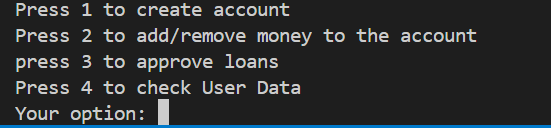 Press 1 to create account
Press 2 to add/remove money to the account
press 3 to approve loans
Press 4 to check User Data
Your option: